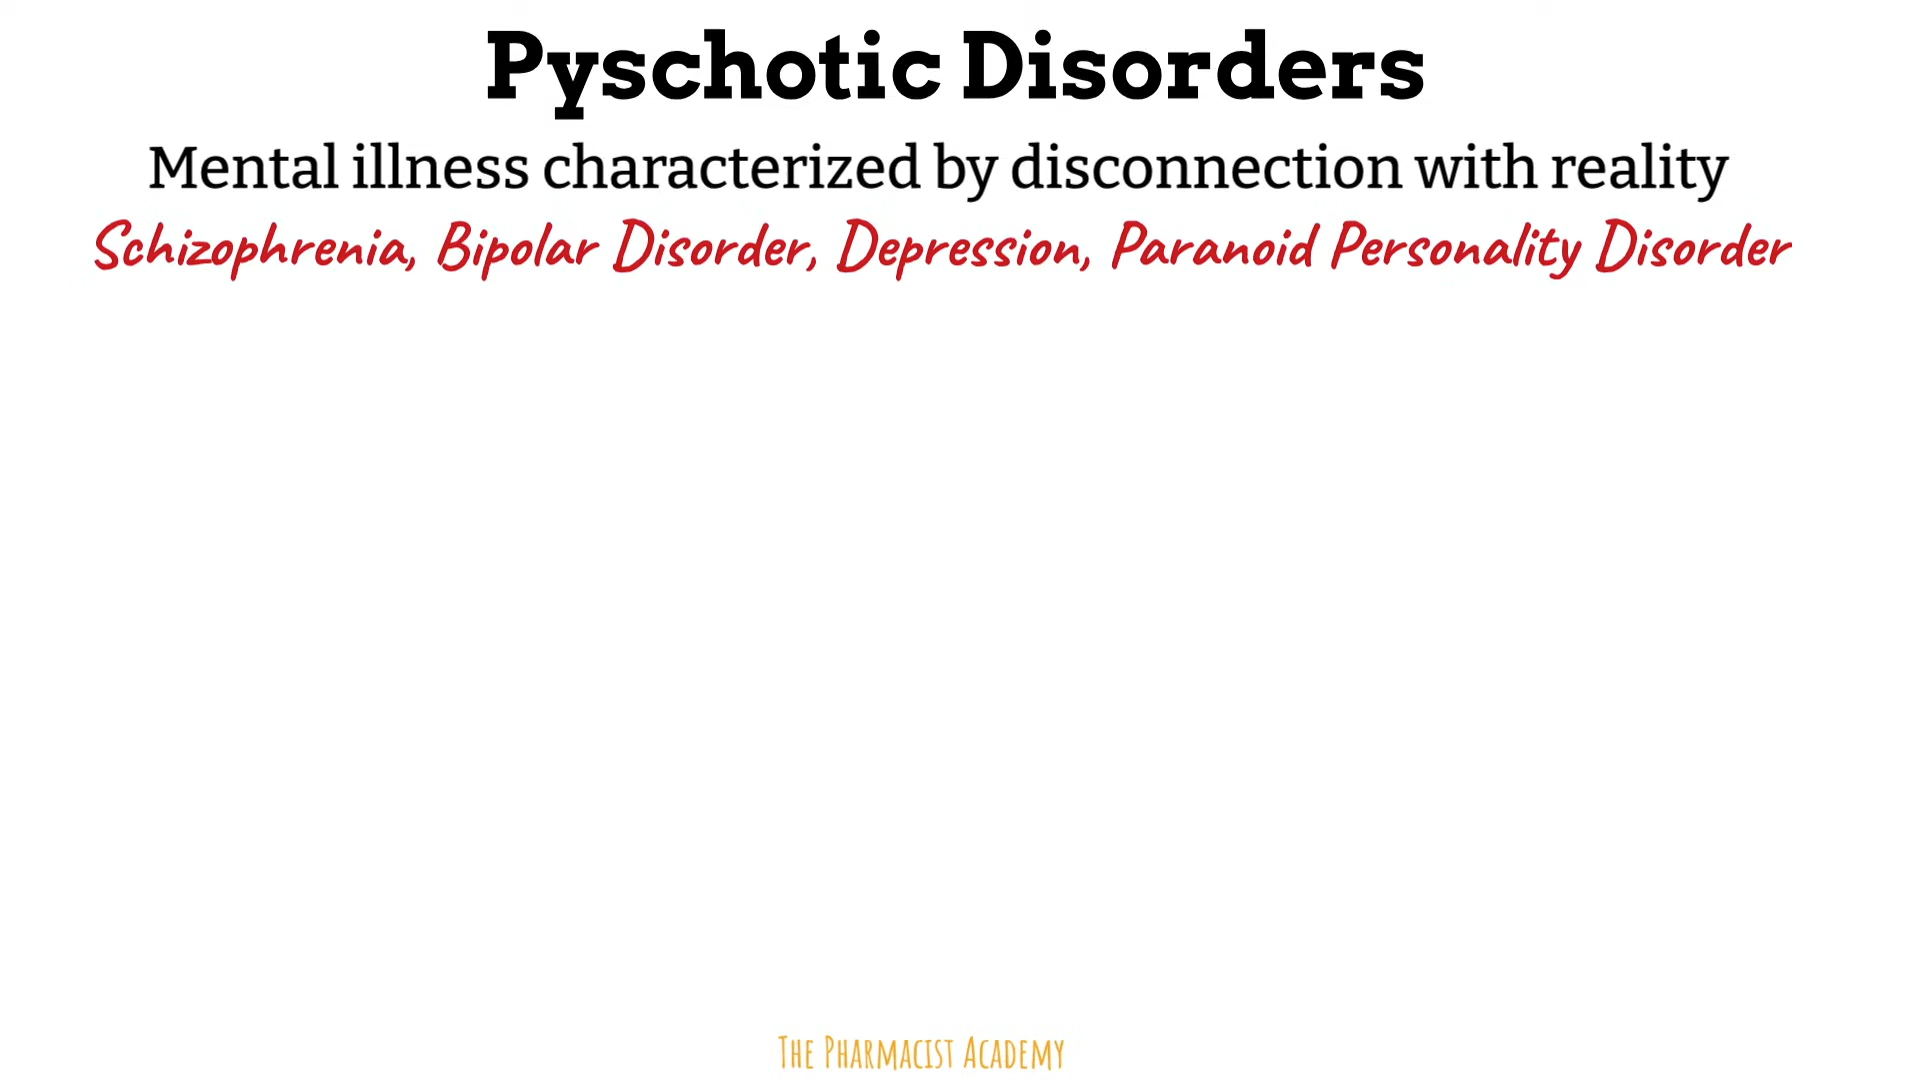 Pyschotic Disorders
Mental illness characterized by disconnection with reality
Schizophrenia, Bipolar Disorder, Depression, Paranoid Personality Disorder
The Pharmacist Academy